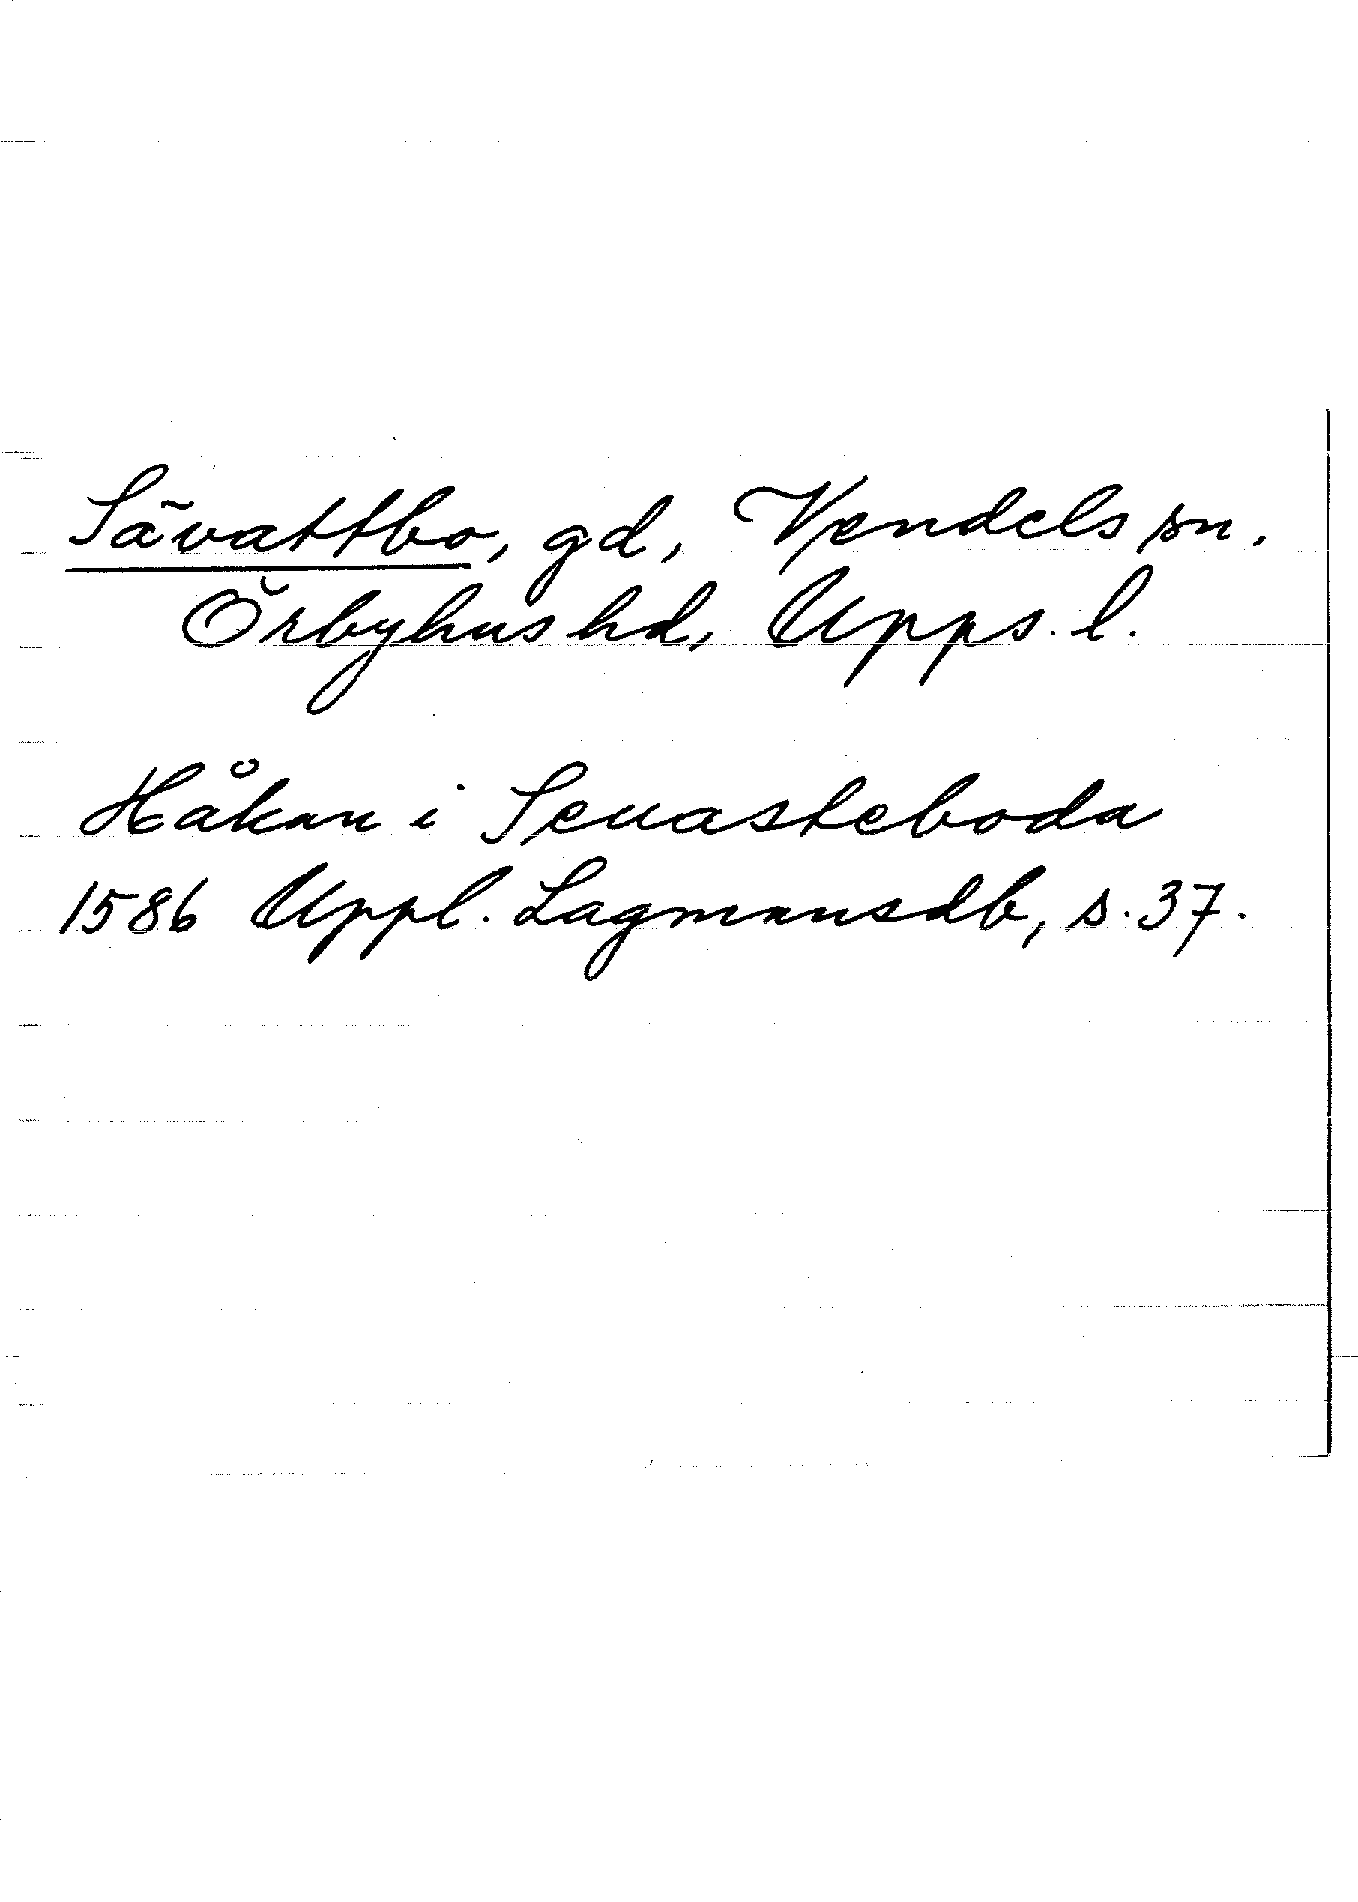 Sävattbo, gd, Vendels sn.
Örbyhus hd, Upps. l.
Håkan i Seuasteboda
1586 Uppl. Lagmansdb, s. 37.